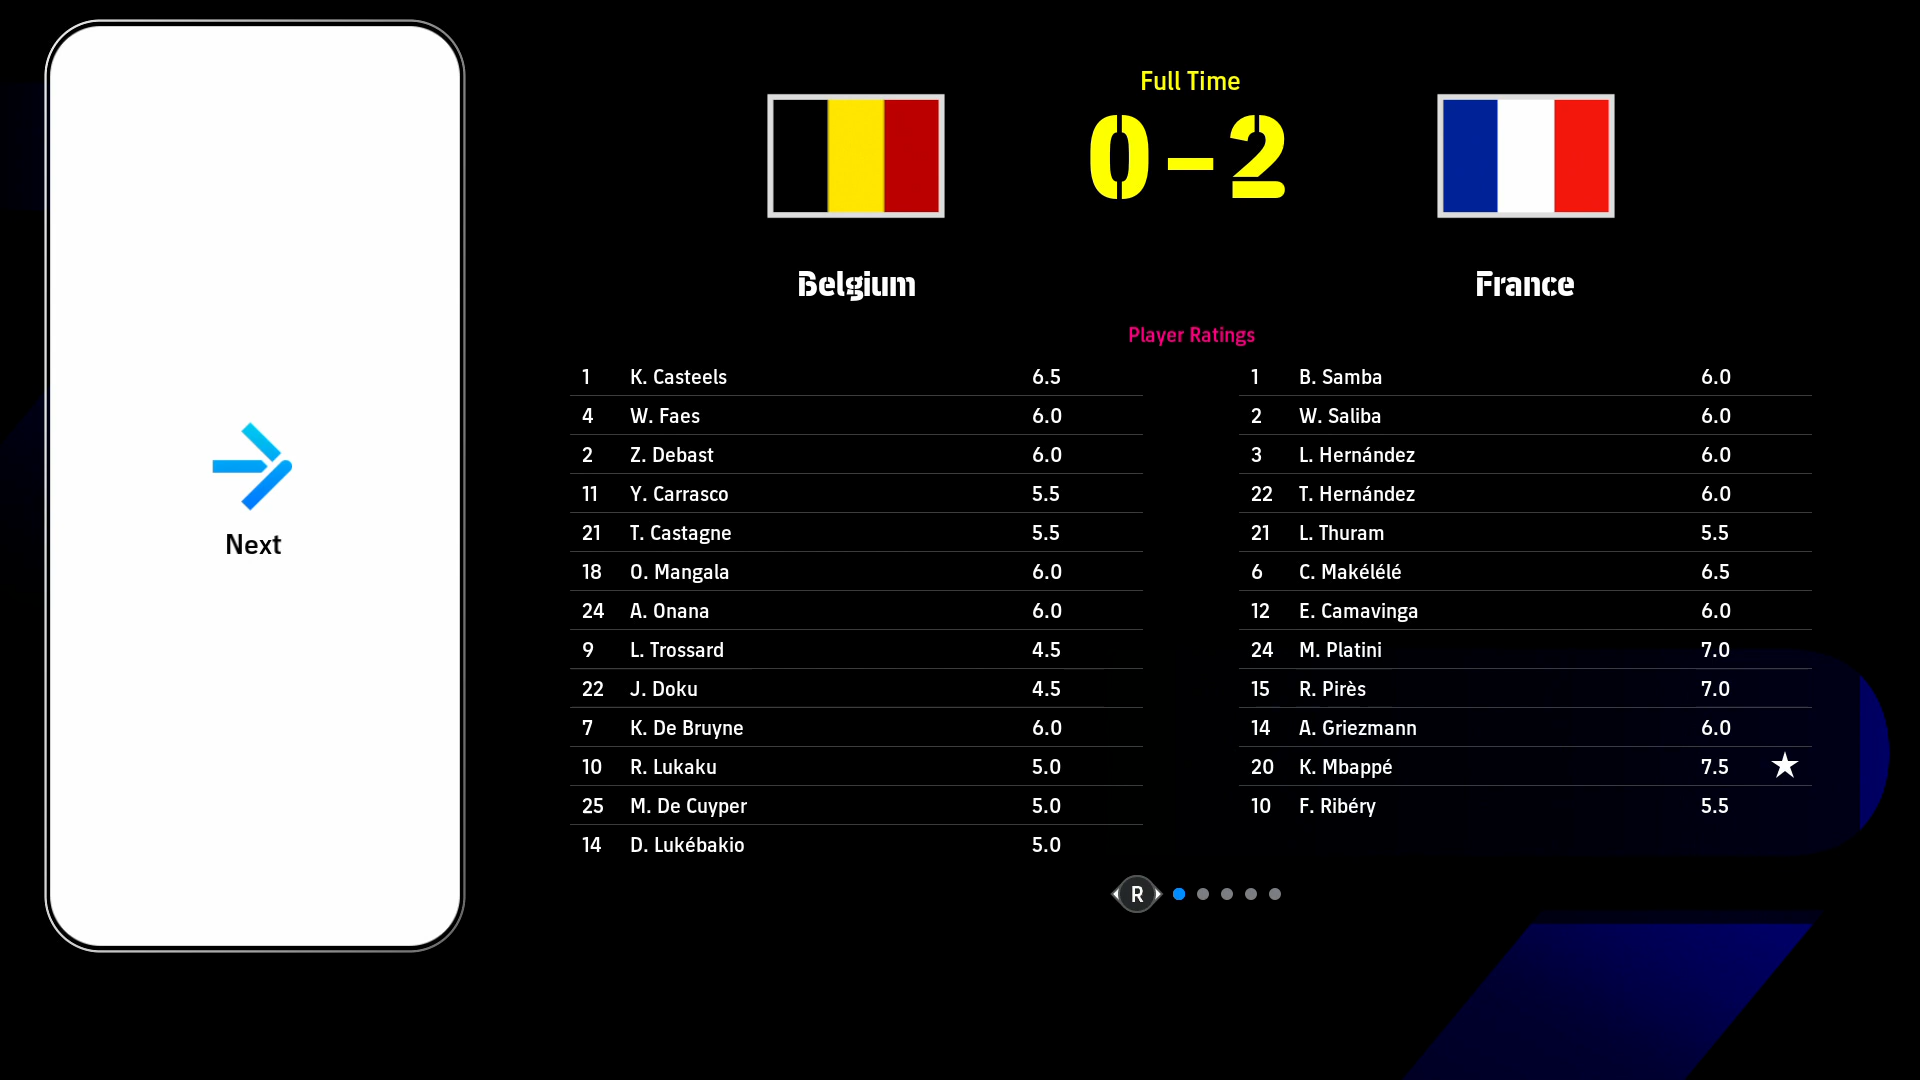 Next
Full Time
0 - 2
Belgium
France
Player Ratings
1 K. Casteels 6.5
4 W. Faes 6.0
2 Z. Debast 6.0
11 Y. Carrasco 5.5
21 T. Castagne 5.5
18 O. Mangala 6.0
24 A. Onana 6.0
9 L. Trossard 4.5
22 J. Doku 4.5
7 K. De Bruyne 6.0
10 R. Lukaku 5.0
25 M. De Cuyper 5.0
14 D. Lukébakio 5.0
1 B. Samba 6.0
2 W. Saliba 6.0
3 L. Hernández 6.0
22 T. Hernández 6.0
21 L. Thuram 5.5
6 C. Makélélé 6.5
12 E. Camavinga 6.0
24 M. Platini 7.0
15 R. Pirès 7.0
14 A. Griezmann 6.0
20 K. Mbappé 7.5 ★
10 F. Ribéry 5.5
R